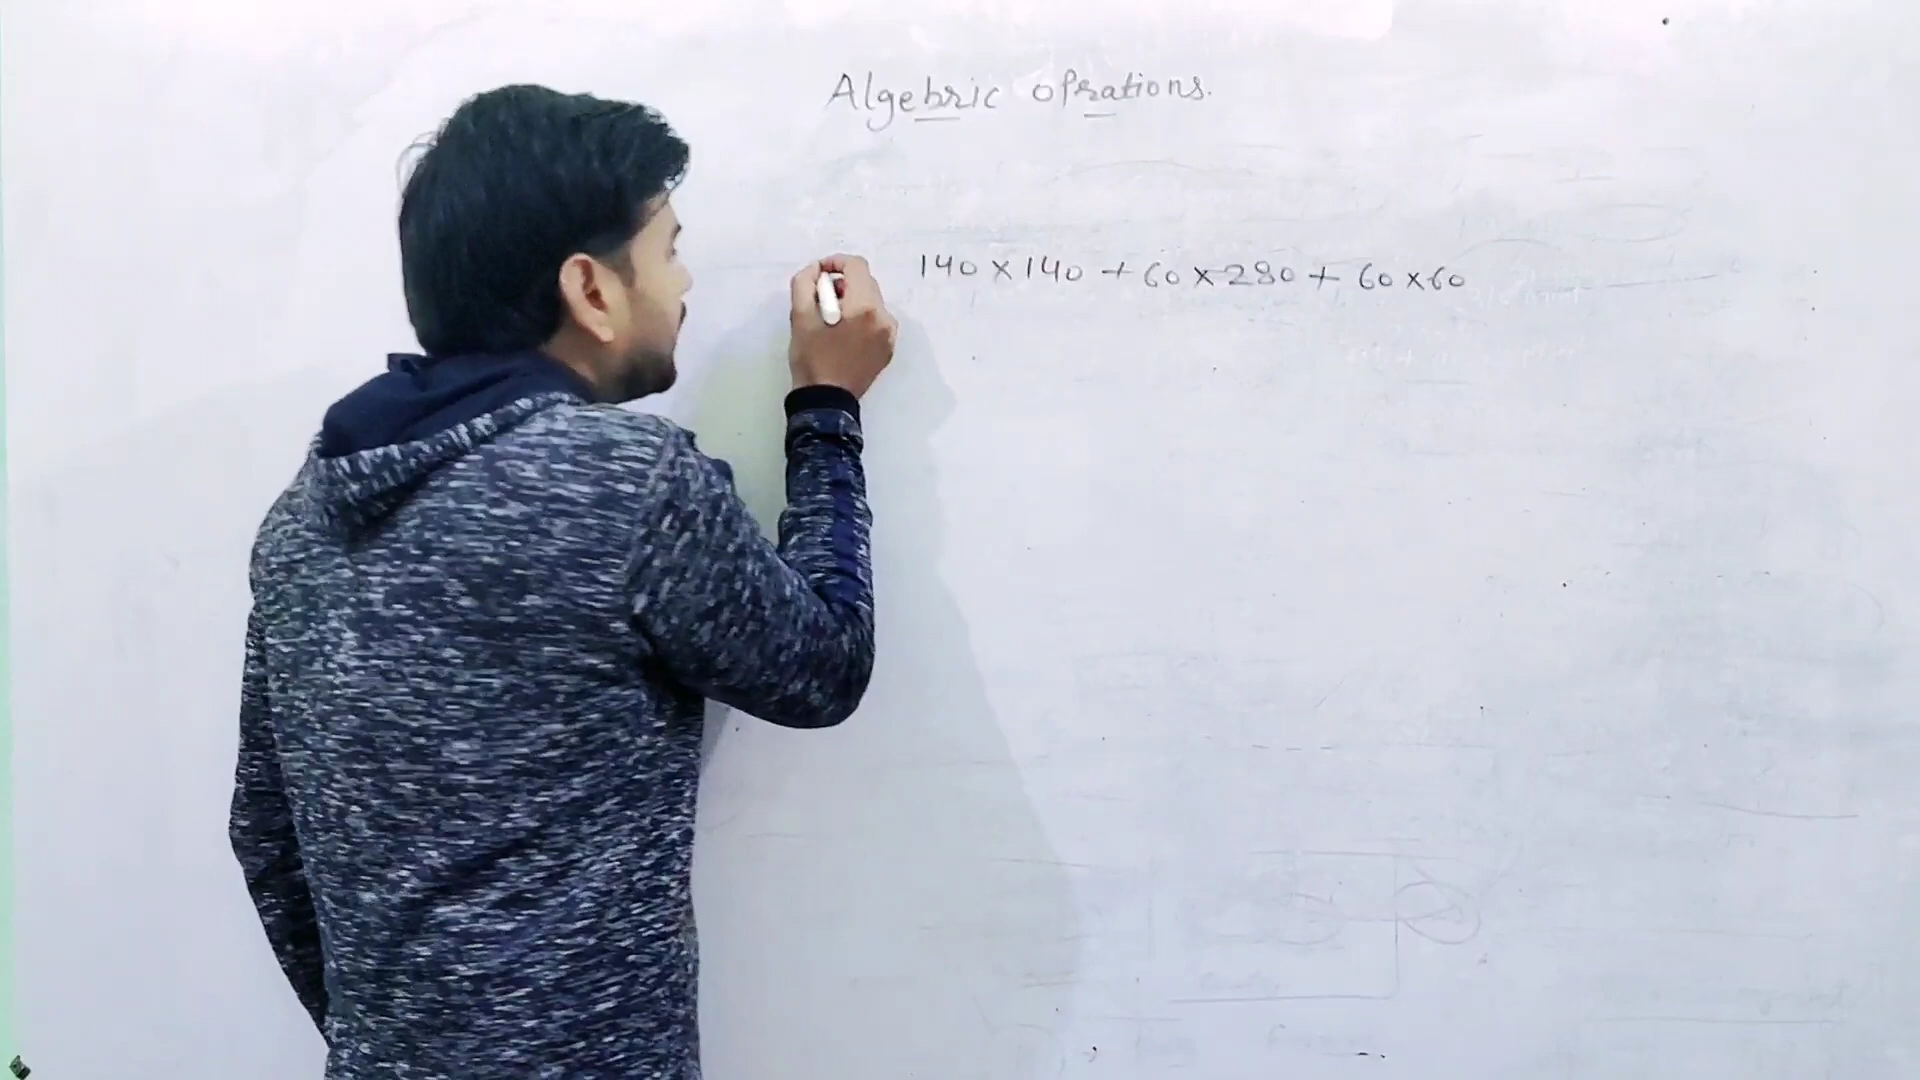 Algebric oprations.
140 × 140 + 60 × 280 + 60 × 60